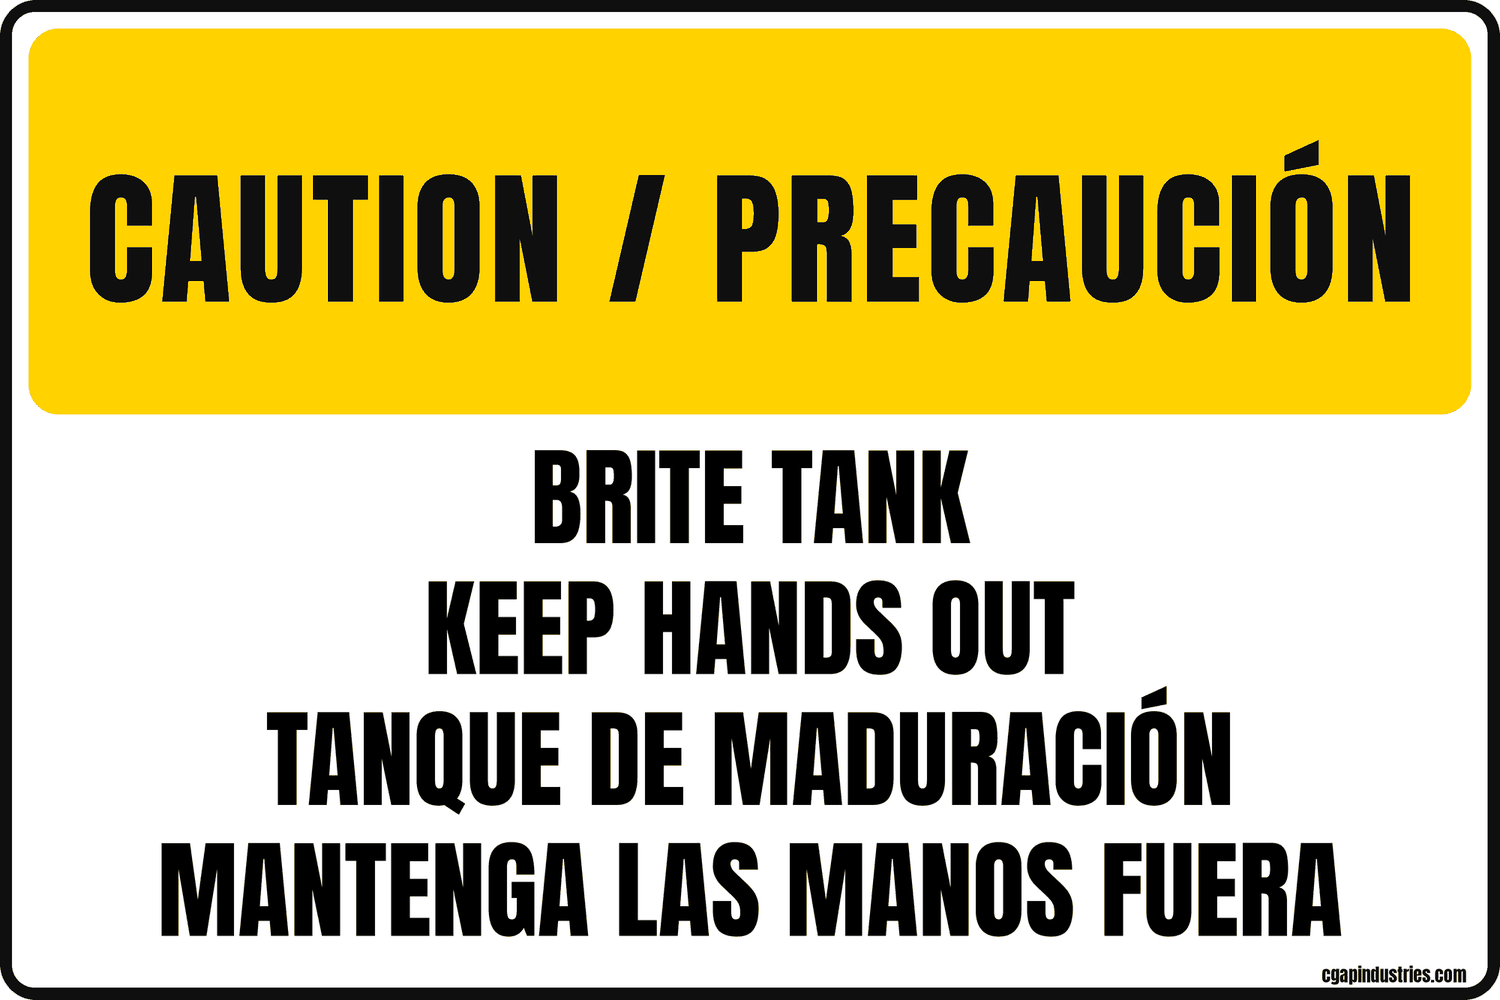 CAUTION / PRECAUCIÓN
BRITE TANK
KEEP HANDS OUT
TANQUE DE MADURACIÓN
MANTENGA LAS MANOS FUERA
cgapindustries.com